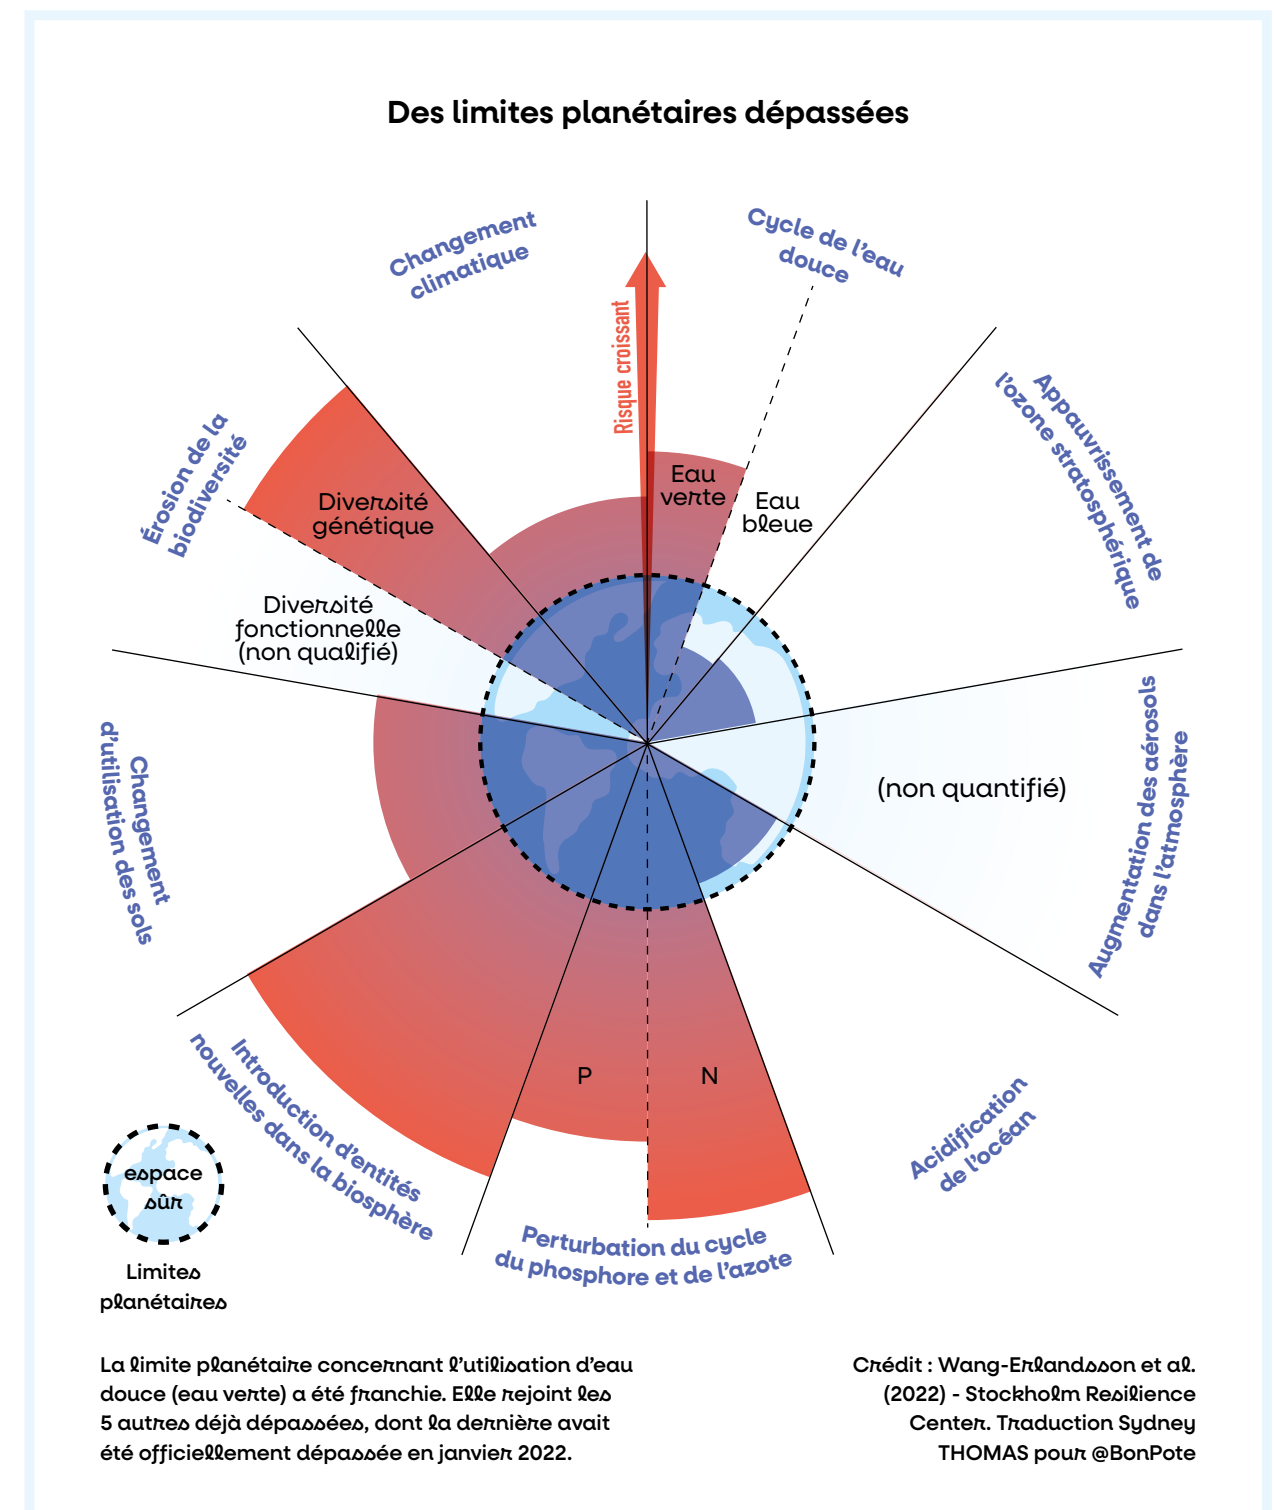 Des limites planétaires dépassées
Changement
climatique
Cycle de l'eau
douce
Risque croissant
Eau
verte
Eau
bleue
Appauvrissement de
l'ozone stratosphérique
Érosion de la
biodiversité
Diversité
génétique
Diversité
fonctionnelle
(non qualifié)
(non quantifié)
Augmentation des aérosols
dans l'atmosphère
Changement
d'utilisation des sols
P
N
Introduction d'entités
nouvelles dans la biosphère
Acidification
de l'océan
Perturbation du cycle
du phosphore et de l'azote
espace
sûr
Limites
planétaires
La limite planétaire concernant l'utilisation d'eau
douce (eau verte) a été franchie. Elle rejoint les
5 autres déjà dépassées, dont la dernière avait
été officiellement dépassée en janvier 2022.
Crédit : Wang-Erlandsson et al.
(2022) - Stockholm Resilience
Center. Traduction Sydney
THOMAS pour @BonPote